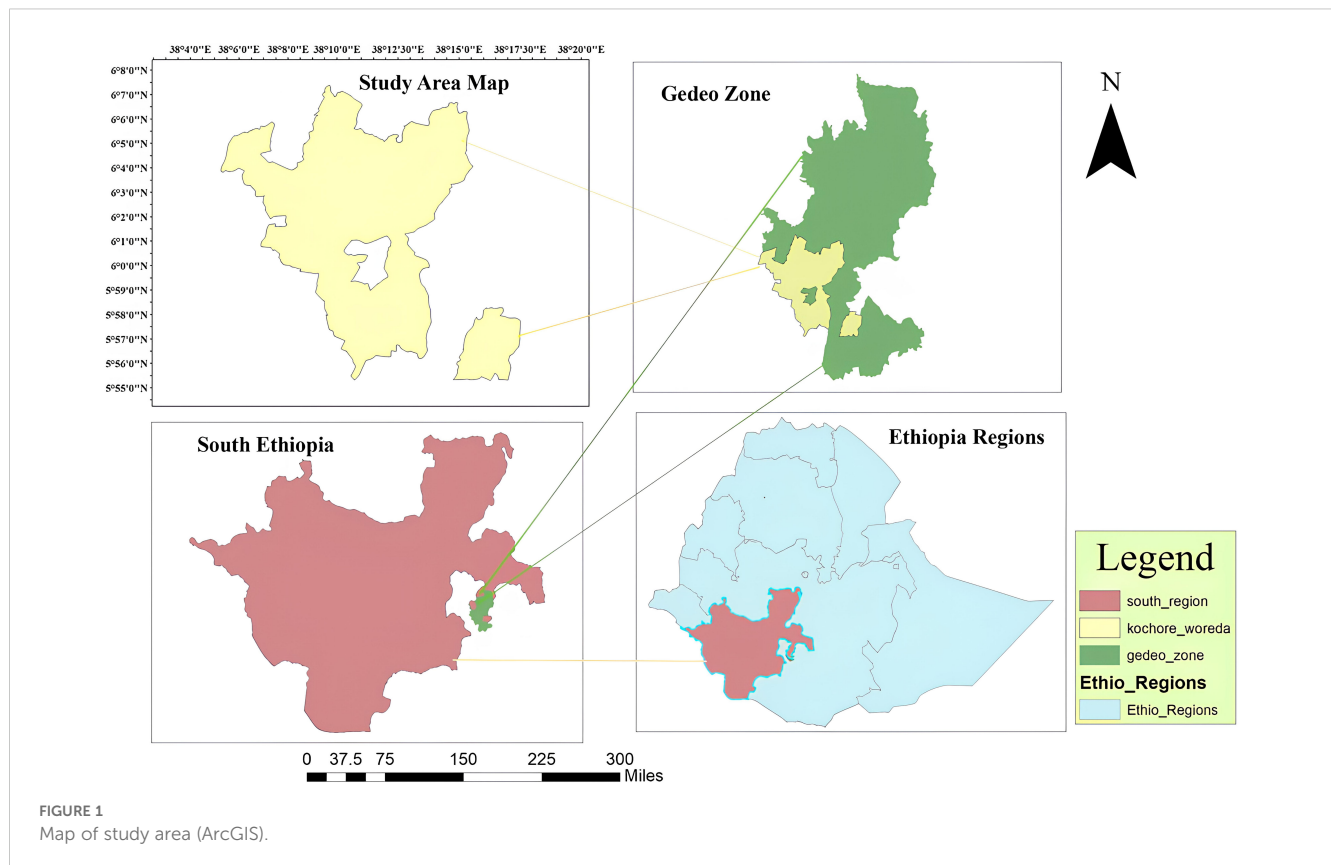 38°4'0"E 38°6'0"E 38°8'0"E 38°10'0"E 38°12'30"E 38°15'0"E 38°17'30"E 38°20'0"E
6°8'0"N
6°7'0"N
6°6'0"N
6°5'0"N
6°4'0"N
6°3'0"N
6°2'0"N
6°1'0"N
6°0'0"N
5°59'0"N
5°58'0"N
5°57'0"N
5°56'0"N
5°55'0"N
Study Area Map
Gedeo Zone
N
South Ethiopia
Ethiopia Regions
Legend
south_region
kochore_woreda
gedeo_zone
Ethio_Regions
Ethio_Regions
0 37.5 75 150 225 300
Miles
FIGURE 1
Map of study area (ArcGIS).